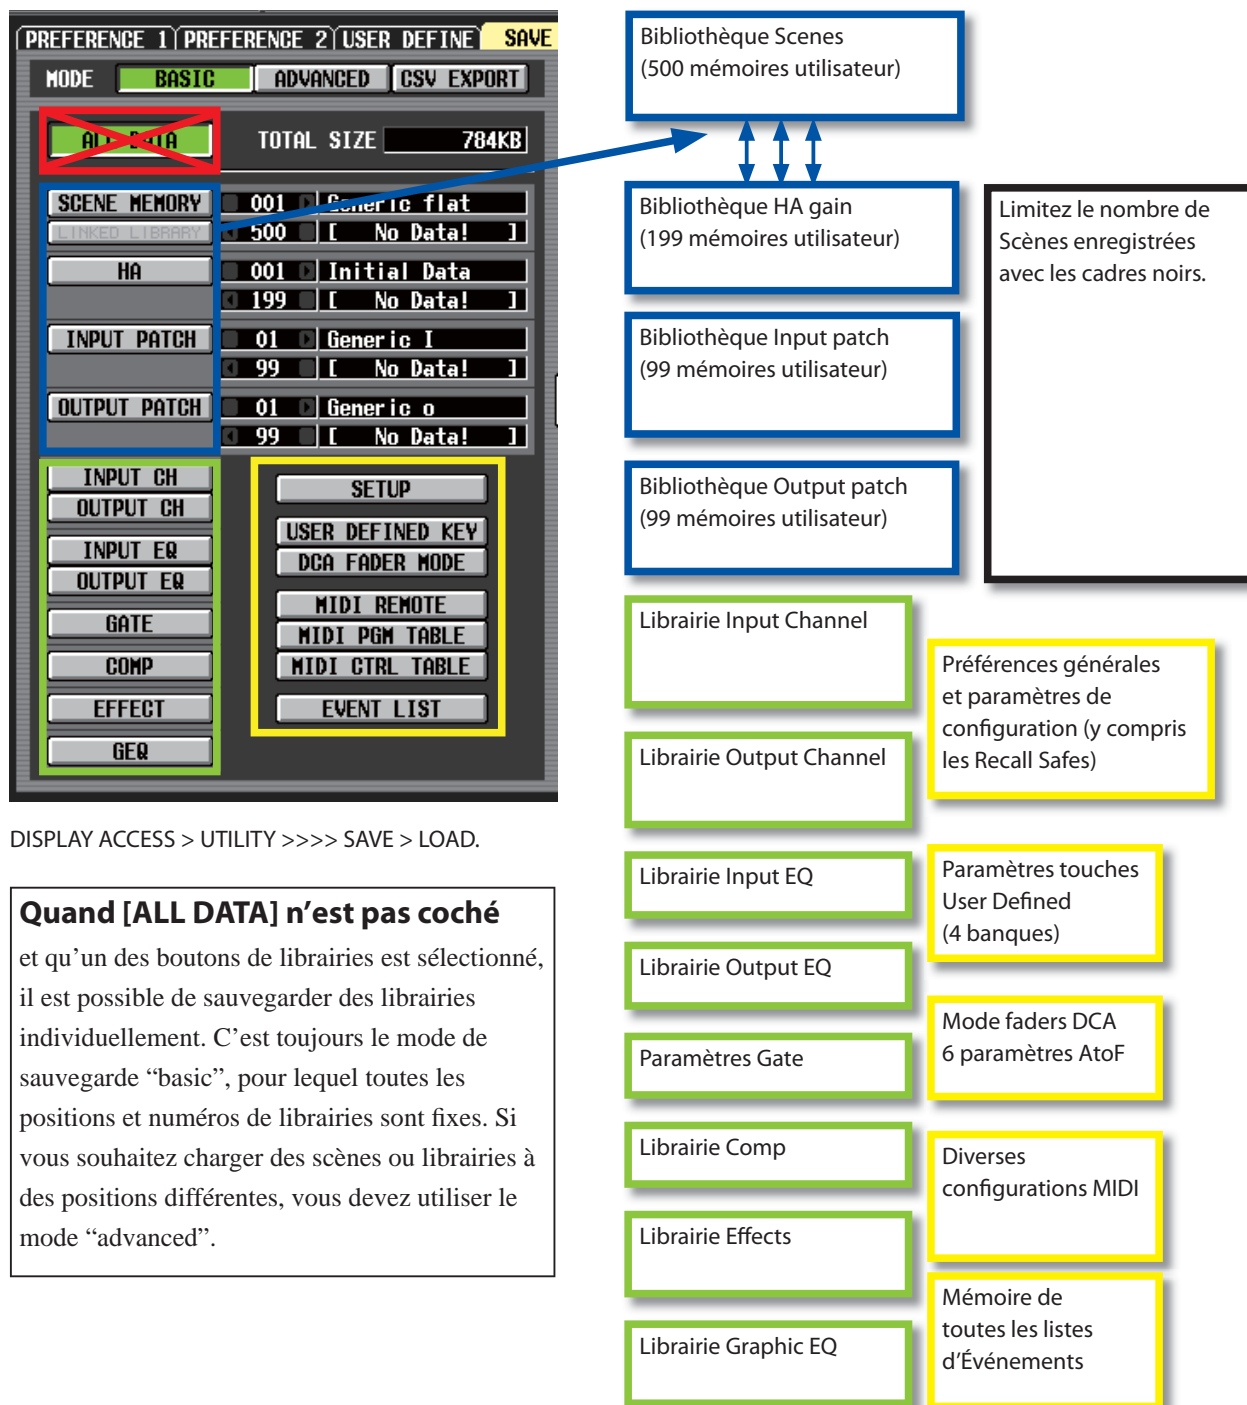 PREFERENCE 1 PREFERENCE 2 USER DEFINE SAVE
MODE BASIC ADVANCED CSV EXPORT
ALL DATA TOTAL SIZE 784KB
SCENE MEMORY 001 Generic flat
LINKED LIBRARY 500 [ No Data! ]
HA 001 Initial Data
199 [ No Data! ]
INPUT PATCH 01 Generic I
99 [ No Data! ]
OUTPUT PATCH 01 Generic o
99 [ No Data! ]
INPUT CH
OUTPUT CH
INPUT EQ
OUTPUT EQ
GATE
COMP
EFFECT
GEQ
SETUP
USER DEFINED KEY
DCA FADER MODE
MIDI REMOTE
MIDI PGM TABLE
MIDI CTRL TABLE
EVENT LIST
DISPLAY ACCESS > UTILITY >>>> SAVE > LOAD.
Quand [ALL DATA] n’est pas coché
et qu’un des boutons de librairies est sélectionné,
il est possible de sauvegarder des librairies
individuellement. C’est toujours le mode de
sauvegarde “basic”, pour lequel toutes les
positions et numéros de librairies sont fixes. Si
vous souhaitez charger des scènes ou librairies à
des positions différentes, vous devez utiliser le
mode “advanced”.
Bibliothèque Scenes
(500 mémoires utilisateur)
Bibliothèque HA gain
(199 mémoires utilisateur)
Bibliothèque Input patch
(99 mémoires utilisateur)
Bibliothèque Output patch
(99 mémoires utilisateur)
Limitez le nombre de
Scènes enregistrées
avec les cadres noirs.
Librairie Input Channel
Librairie Output Channel
Librairie Input EQ
Librairie Output EQ
Paramètres Gate
Librairie Comp
Librairie Effects
Librairie Graphic EQ
Préférences générales
et paramètres de
configuration (y compris
les Recall Safes)
Paramètres touches
User Defined
(4 banques)
Mode faders DCA
6 paramètres AtoF
Diverses
configurations MIDI
Mémoire de
toutes les listes
d’Événements